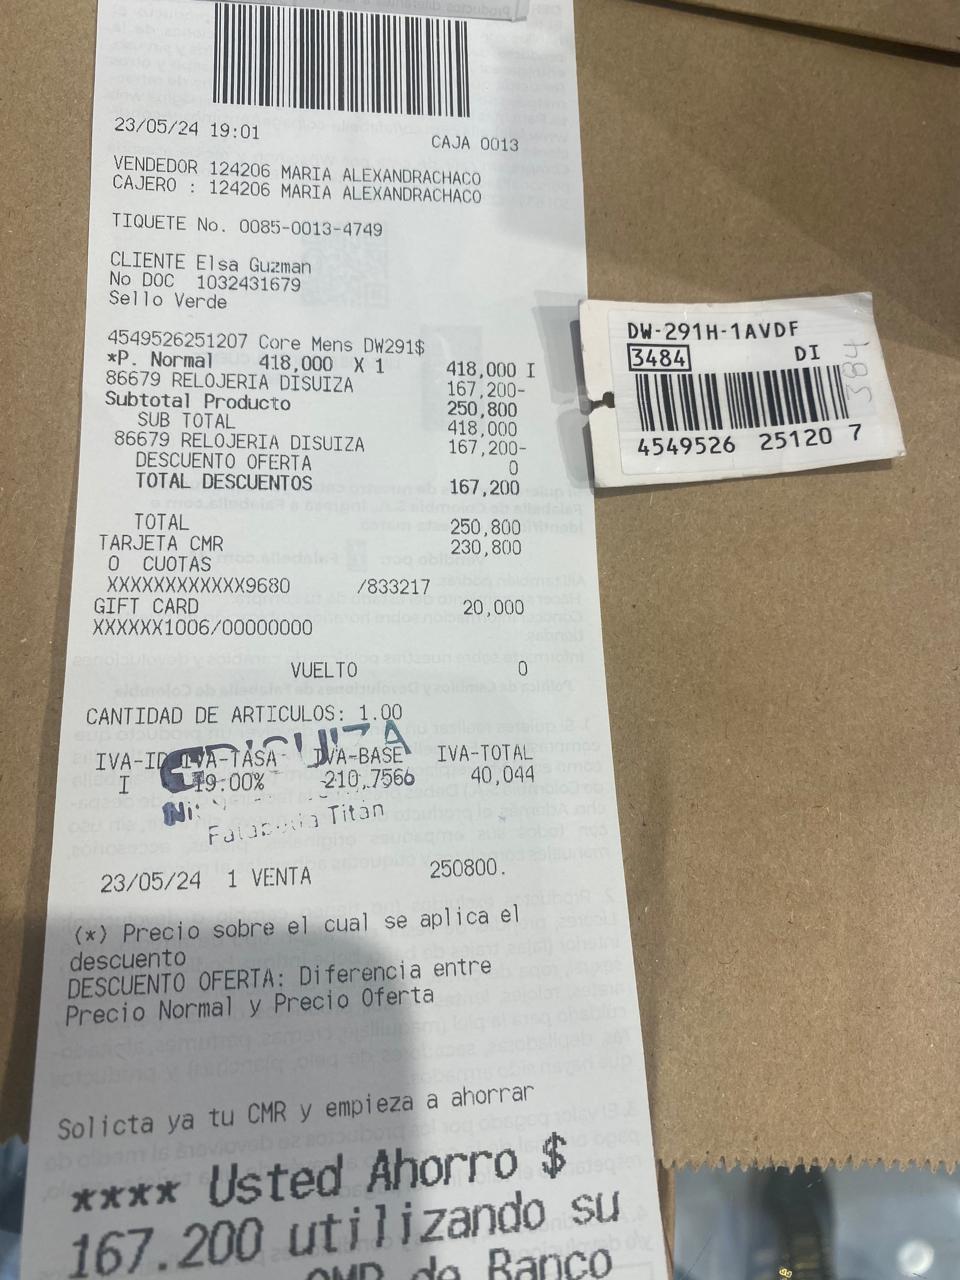 23/05/24 19:01
CAJA 0013
VENDEDOR 124206 MARIA ALEXANDRACHACO
CAJERO : 124206 MARIA ALEXANDRACHACO
TIQUETE No. 0085-0013-4749
CLIENTE Elsa Guzman
No DOC 1032431679
Sello Verde
4549526251207 Core Mens DW291$
*P. Normal 418,000 X 1 418,000 I
86679 RELOJERIA DISUIZA 167,200-
Subtotal Producto 250,800
SUB TOTAL 418,000
86679 RELOJERIA DISUIZA 167,200-
DESCUENTO OFERTA 0
TOTAL DESCUENTOS 167,200
TOTAL 250,800
TARJETA CMR 230,800
0 CUOTAS
XXXXXXXXXXXX9680 /833217
GIFT CARD 20,000
XXXXXX1006/00000000
VUELTO 0
CANTIDAD DE ARTICULOS: 1.00
IVA-ID IVA-TASA IVA-BASE IVA-TOTAL
I 19.00% 210,7566 40,044
Falabella Titan
23/05/24 1 VENTA 250800.
(*) Precio sobre el cual se aplica el
descuento
DESCUENTO OFERTA: Diferencia entre
Precio Normal y Precio Oferta
Solicta ya tu CMR y empieza a ahorrar
**** Usted Ahorro $
167.200 utilizando su
CMR de Banco
DW-291H-1AVDF
3484 DI
384
4549526 25120 7